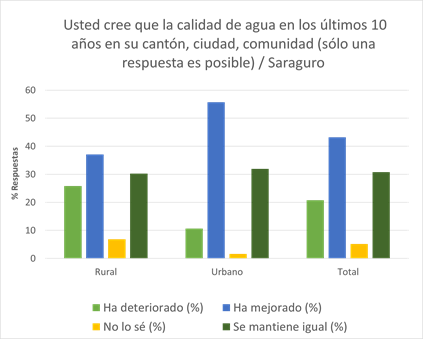 Usted cree que la calidad de agua en los últimos 10
años en su cantón, ciudad, comunidad (sólo una
respuesta es posible) / Saraguro
% Respuestas
60
50
40
30
20
10
0
Rural Urbano Total
Ha deteriorado (%) Ha mejorado (%)
No lo sé (%) Se mantiene igual (%)